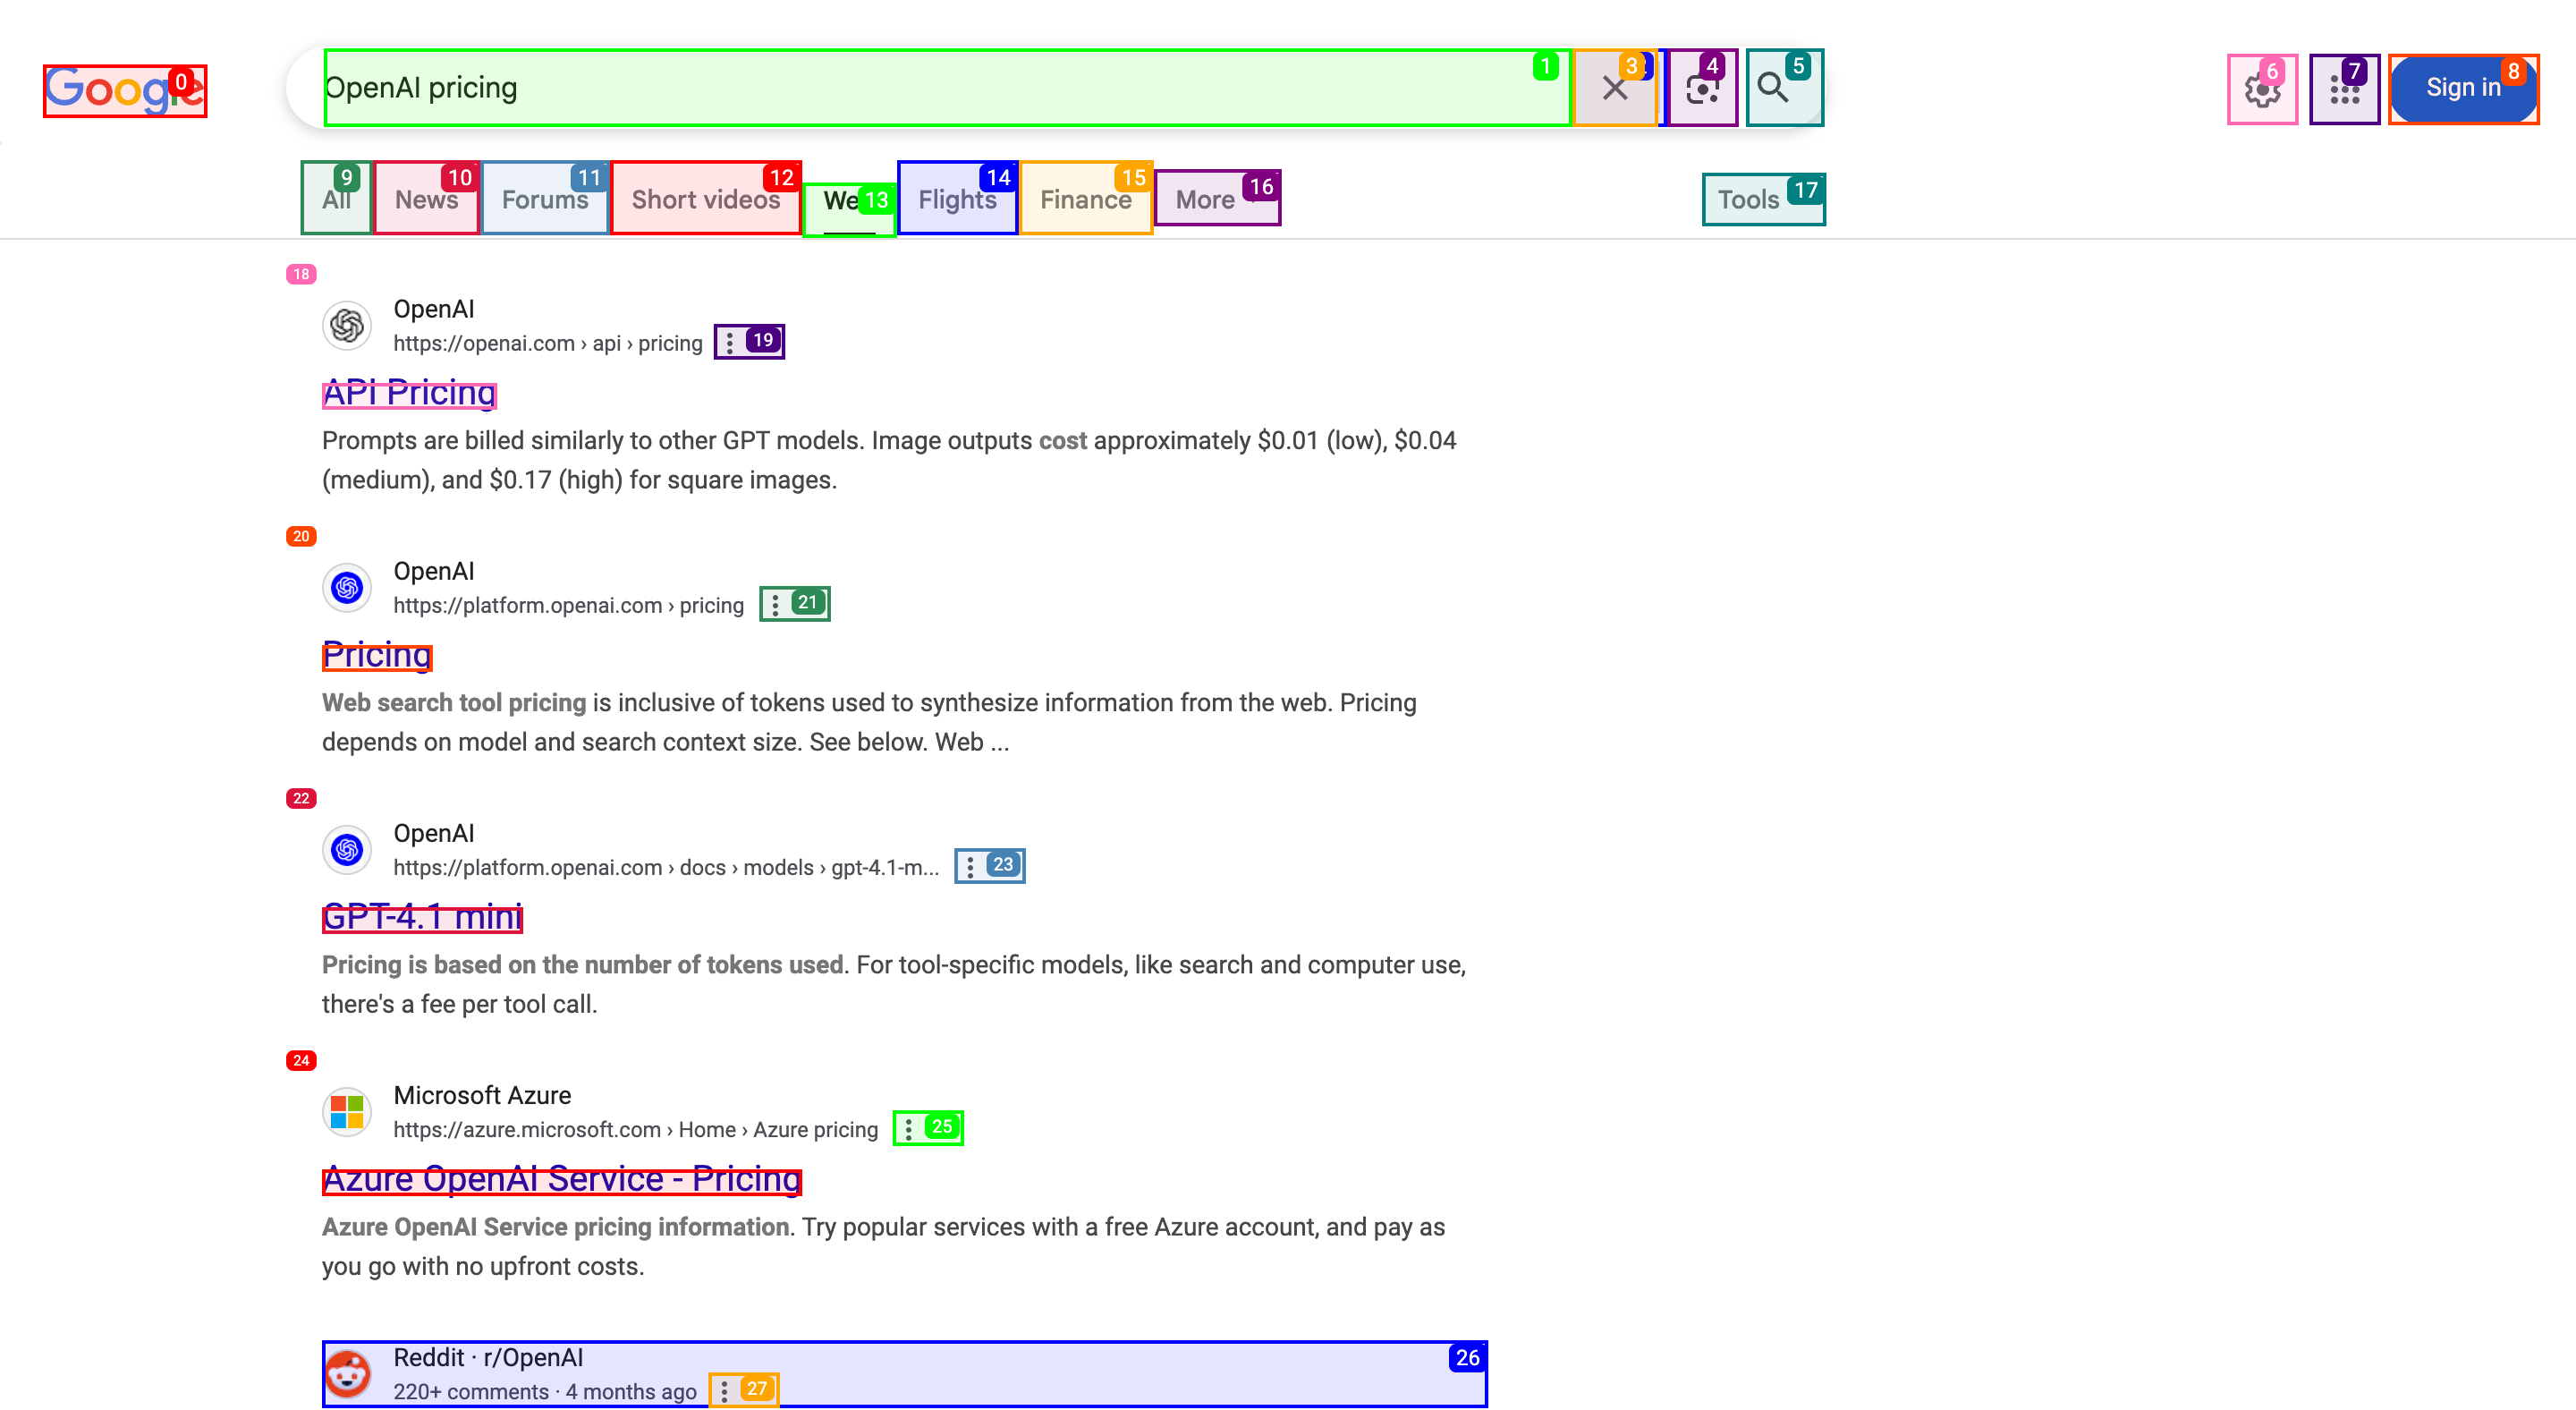 Google 0
OpenAI pricing 1 3 4 5
6 7 Sign in 8
All 9 News 10 Forums 11 Short videos 12 We 13 Flights 14 Finance 15 More 16 Tools 17
18
OpenAI
https://openai.com › api › pricing 19
API Pricing
Prompts are billed similarly to other GPT models. Image outputs cost approximately $0.01 (low), $0.04
(medium), and $0.17 (high) for square images.
20
OpenAI
https://platform.openai.com › pricing 21
Pricing
Web search tool pricing is inclusive of tokens used to synthesize information from the web. Pricing
depends on model and search context size. See below. Web ...
22
OpenAI
https://platform.openai.com › docs › models › gpt-4.1-m... 23
GPT-4.1 mini
Pricing is based on the number of tokens used. For tool-specific models, like search and computer use,
there's a fee per tool call.
24
Microsoft Azure
https://azure.microsoft.com › Home › Azure pricing 25
Azure OpenAI Service - Pricing
Azure OpenAI Service pricing information. Try popular services with a free Azure account, and pay as
you go with no upfront costs.
Reddit · r/OpenAI 26
220+ comments · 4 months ago 27